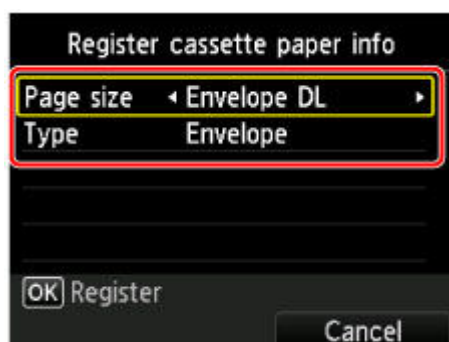 Register cassette paper info
Page size Envelope DL
Type Envelope
OK Register
Cancel